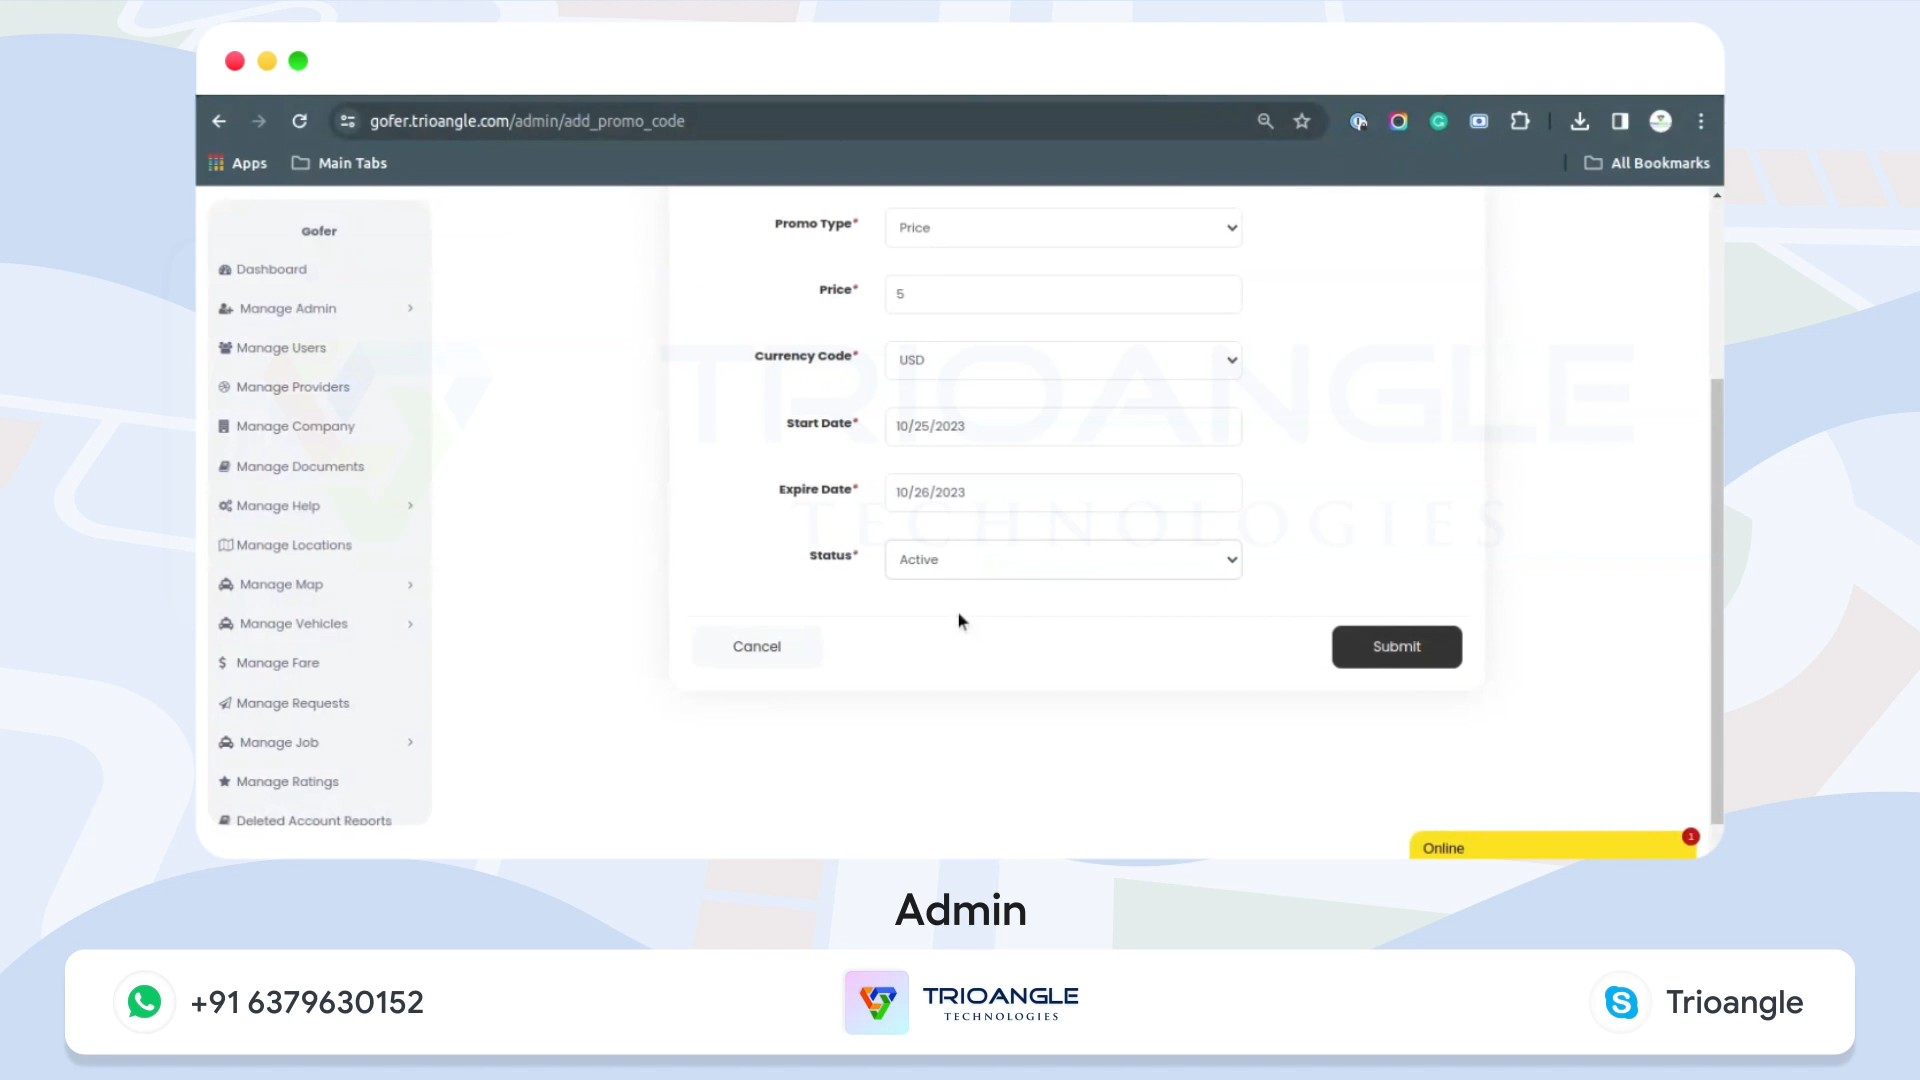 gofer.trioangle.com/admin/add_promo_code
Apps
Main Tabs
All Bookmarks
Gofer
Dashboard
Manage Admin
Manage Users
Manage Providers
Manage Company
Manage Documents
Manage Help
Manage Locations
Manage Map
Manage Vehicles
$ Manage Fare
Manage Requests
Manage Job
Manage Ratings
Deleted Account Reports
Promo Type* Price
Price* 5
Currency Code* USD
Start Date* 10/25/2023
Expire Date* 10/26/2023
Status* Active
Cancel
Submit
TRIOANGLE
TECHNOLOGIES
Online
1
Admin
+91 6379630152
TRIOANGLE
TECHNOLOGIES
Trioangle